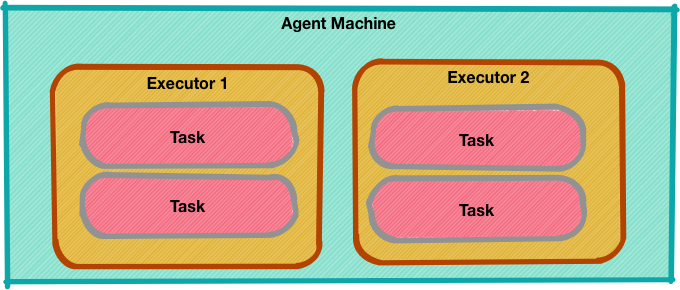 Agent Machine
Executor 1
Task
Task
Executor 2
Task
Task